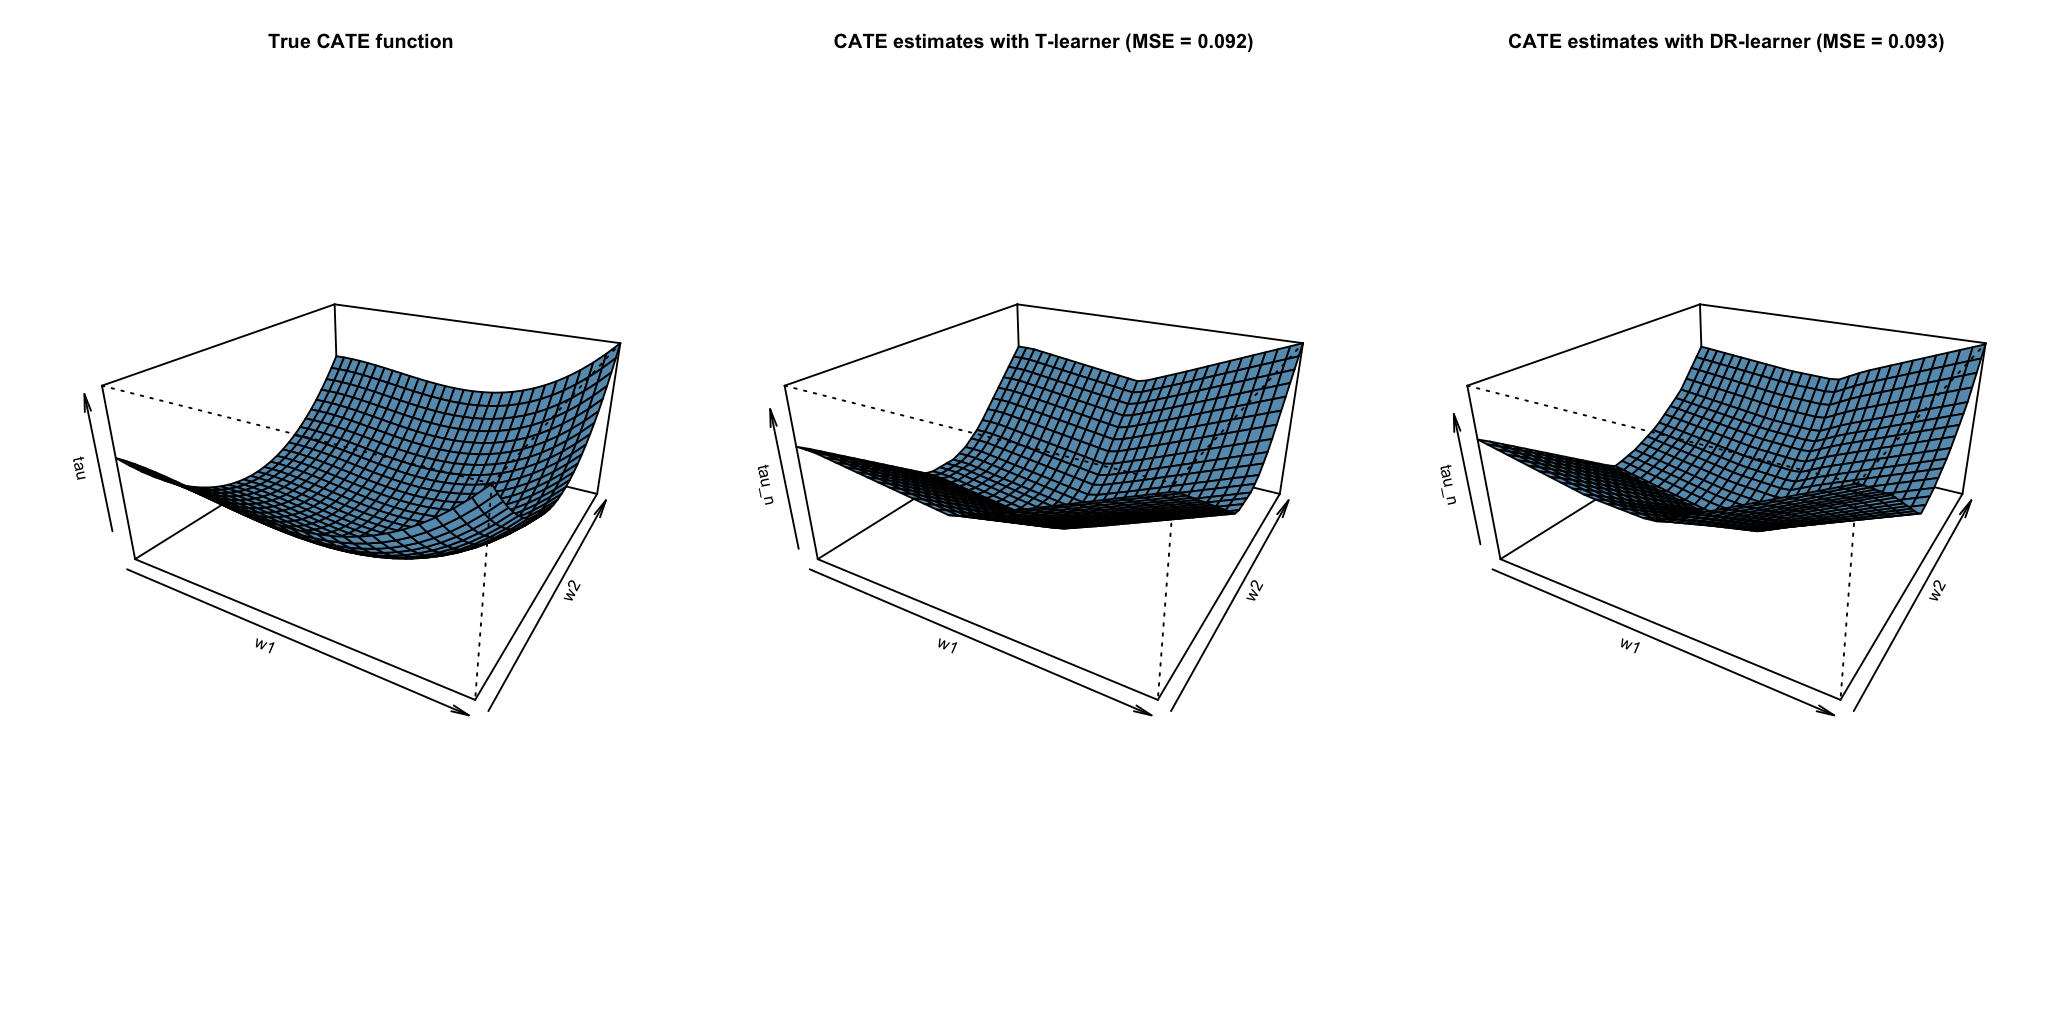 True CATE function
tau
w1
w2
CATE estimates with T-learner (MSE = 0.092)
tau_n
w1
w2
CATE estimates with DR-learner (MSE = 0.093)
tau_n
w1
w2